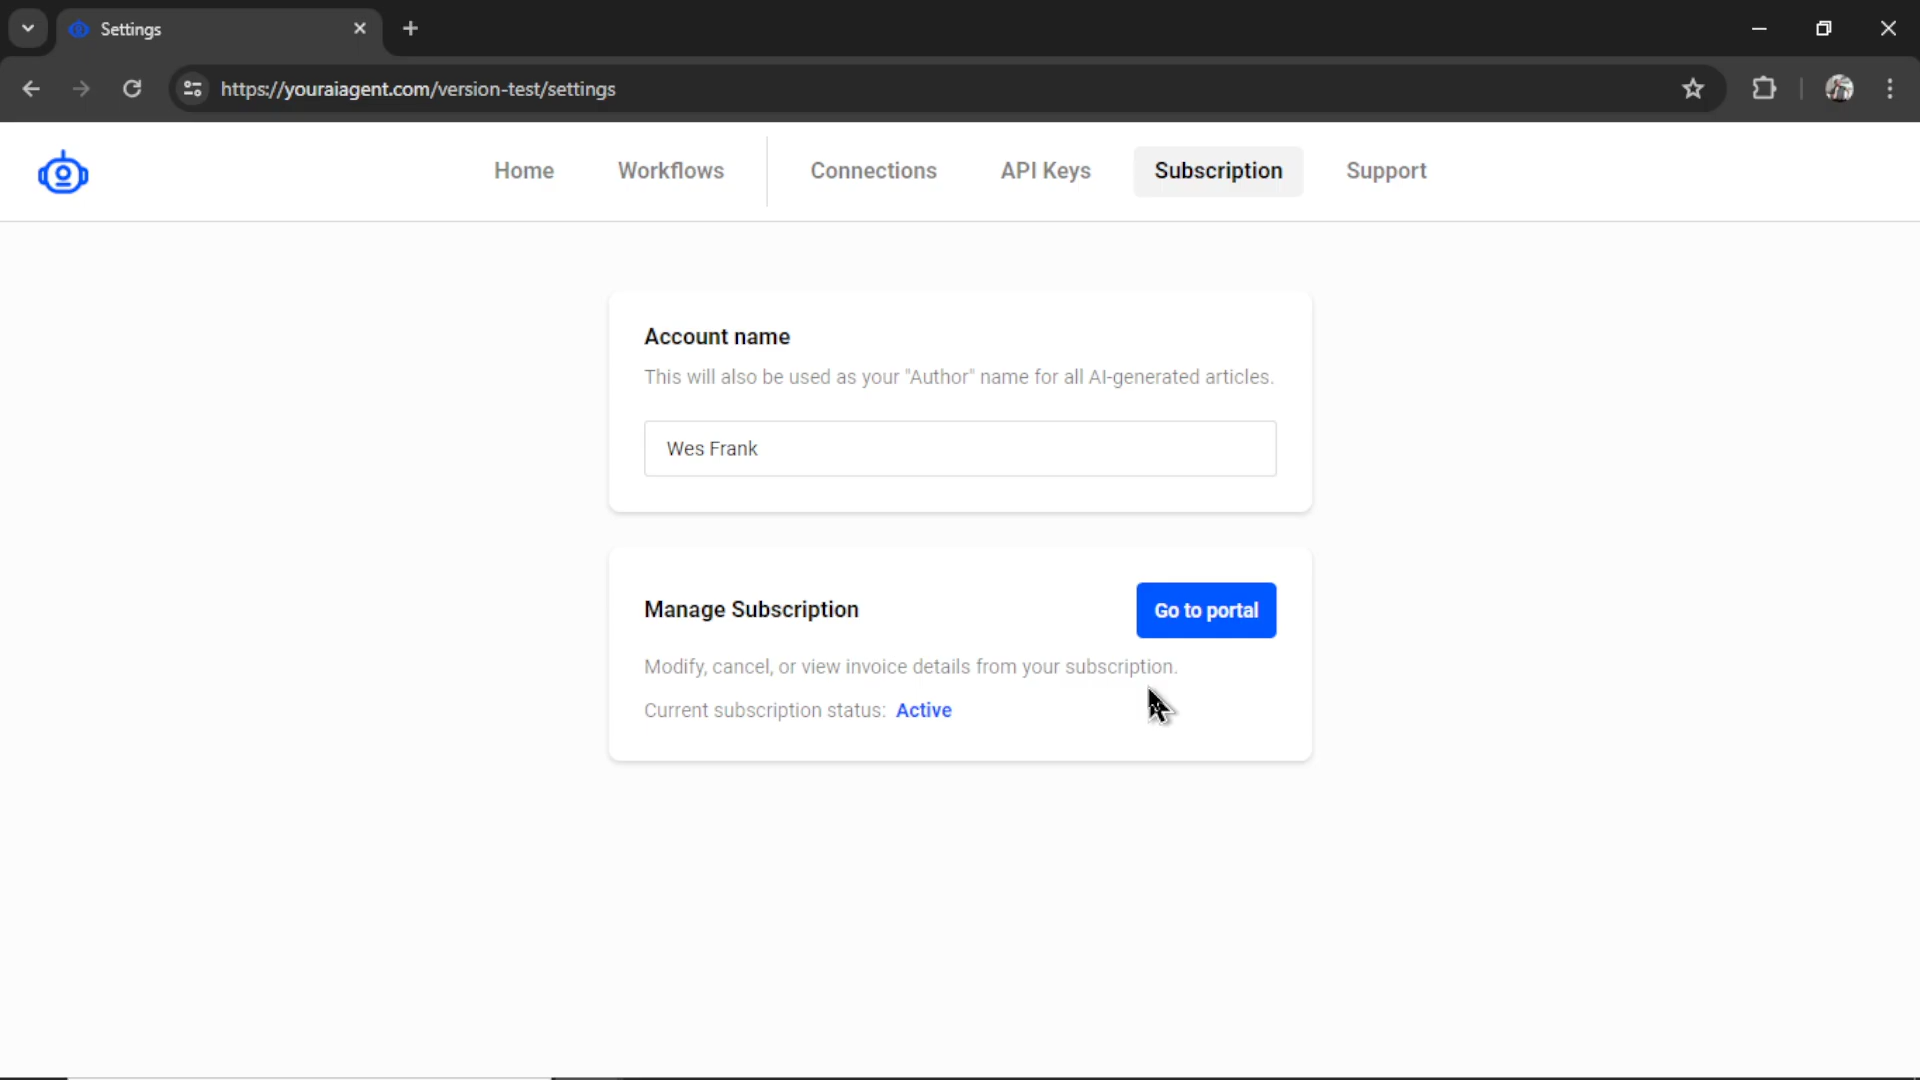 Settings
https://youraiagent.com/version-test/settings
Home Workflows Connections API Keys Subscription Support
Account name
This will also be used as your "Author" name for all AI-generated articles.
Wes Frank
Manage Subscription
Go to portal
Modify, cancel, or view invoice details from your subscription.
Current subscription status: Active